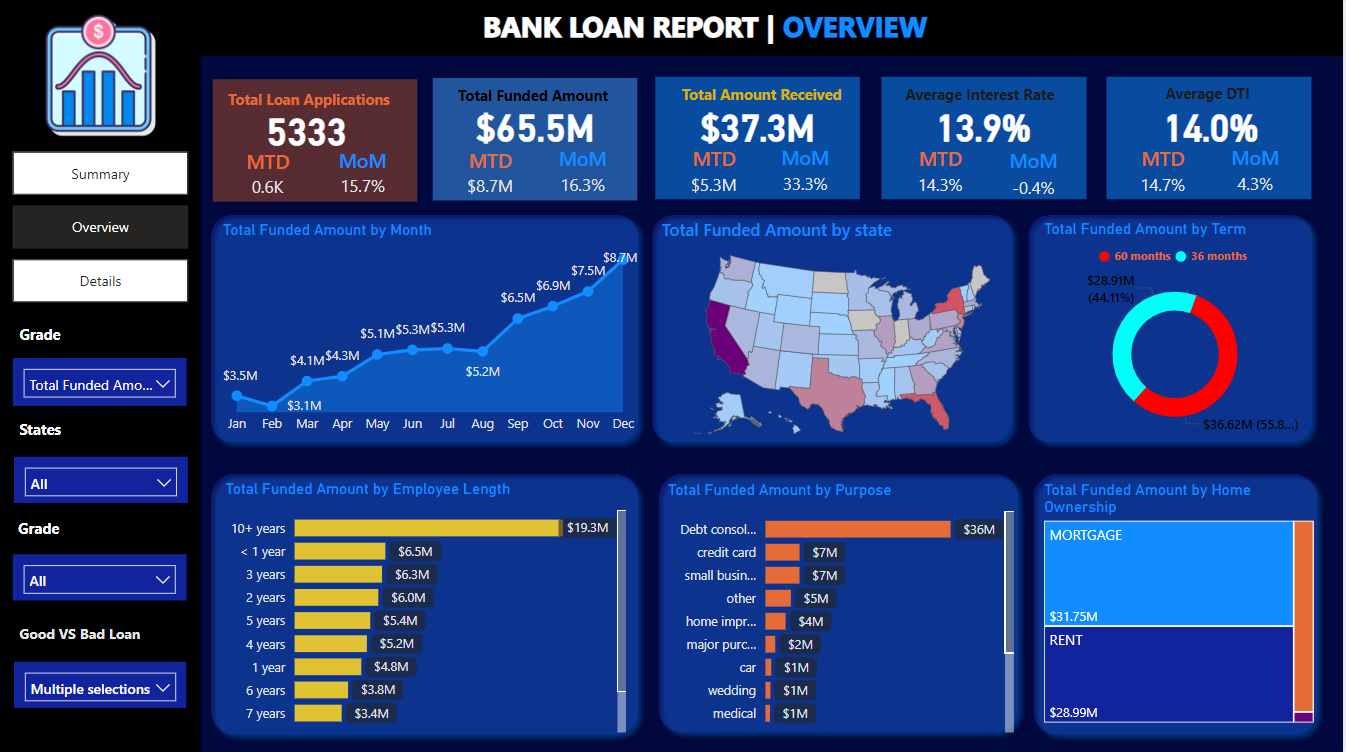 BANK LOAN REPORT | OVERVIEW
$
Summary
Overview
Details
Grade
Total Funded Amo...
States
All
Grade
All
Good VS Bad Loan
Multiple selections
Total Loan Applications
5333
MTD MoM
0.6K 15.7%
Total Funded Amount
$65.5M
MTD MoM
$8.7M 16.3%
Total Amount Received
$37.3M
MTD MoM
$5.3M 33.3%
Average Interest Rate
13.9%
MTD MoM
14.3% -0.4%
Average DTI
14.0%
MTD MoM
14.7% 4.3%
Total Funded Amount by Month
$3.5M
$3.1M
$4.1M
$4.3M
$5.1M
$5.3M
$5.3M
$5.2M
$6.5M
$6.9M
$7.5M
$8.7M
Jan Feb Mar Apr May Jun Jul Aug Sep Oct Nov Dec
Total Funded Amount by state
Total Funded Amount by Term
60 months 36 months
$28.91M
(44.11%)
$36.62M (55.8...)
Total Funded Amount by Employee Length
10+ years $19.3M
< 1 year $6.5M
3 years $6.3M
2 years $6.0M
5 years $5.4M
4 years $5.2M
1 year $4.8M
6 years $3.8M
7 years $3.4M
Total Funded Amount by Purpose
Debt consol... $36M
credit card $7M
small busin... $7M
other $5M
home impr... $4M
major purc... $2M
car $1M
wedding $1M
medical $1M
Total Funded Amount by Home
Ownership
MORTGAGE
$31.75M
RENT
$28.99M